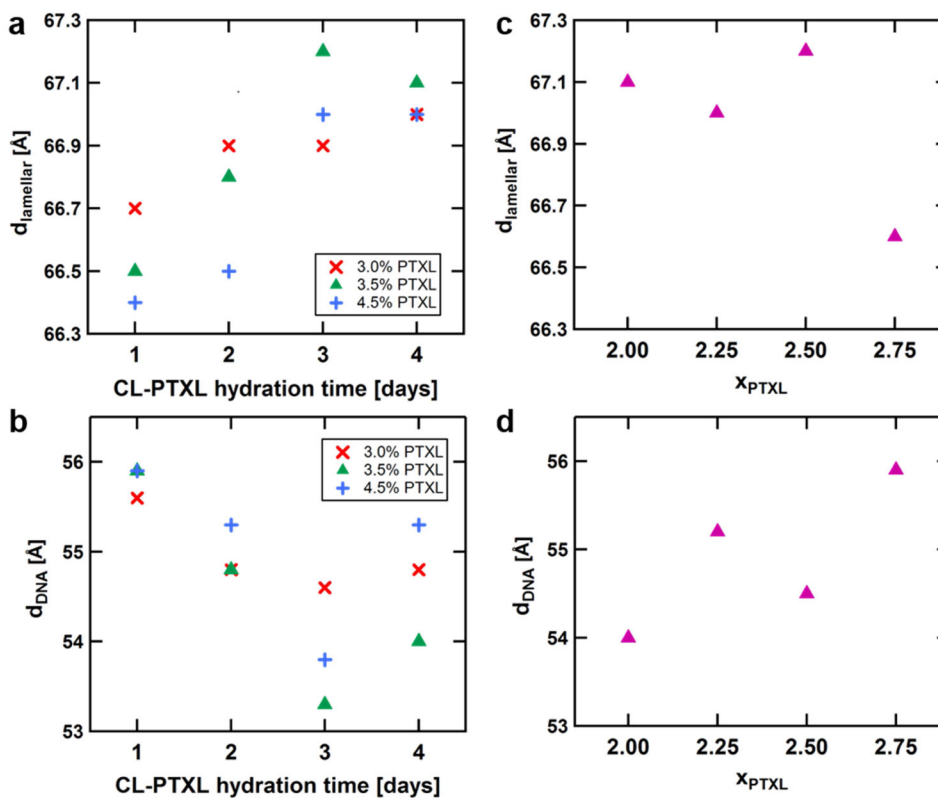 a
67.3
67.1
66.9
66.7
66.5
66.3
d_lamellar [Å]
3.0% PTXL
3.5% PTXL
4.5% PTXL
1 2 3 4
CL-PTXL hydration time [days]
c
67.3
67.1
66.9
66.7
66.5
66.3
d_lamellar [Å]
2.00 2.25 2.50 2.75
x_PTXL
b
56
55
54
53
d_DNA [Å]
3.0% PTXL
3.5% PTXL
4.5% PTXL
1 2 3 4
CL-PTXL hydration time [days]
d
56
55
54
53
d_DNA [Å]
2.00 2.25 2.50 2.75
x_PTXL